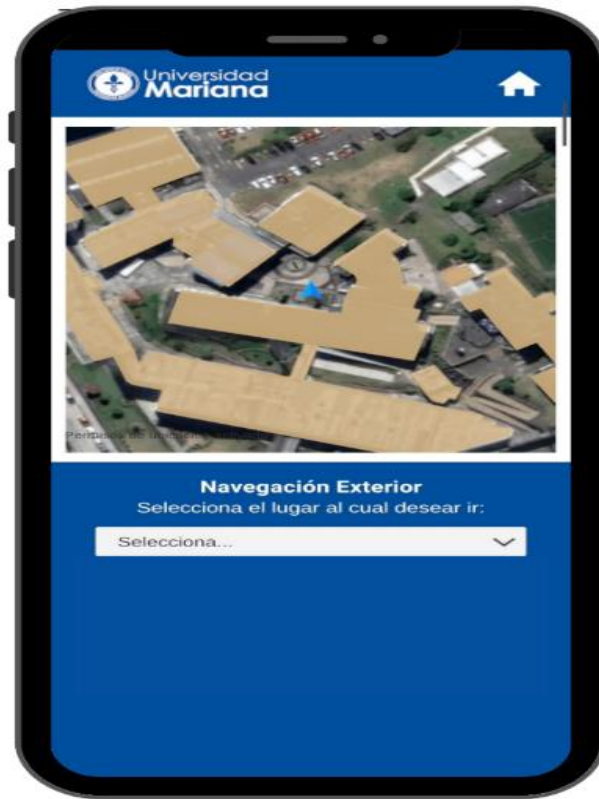 Universidad
Mariana
Navegación Exterior
Selecciona el lugar al cual desear ir:
Selecciona...